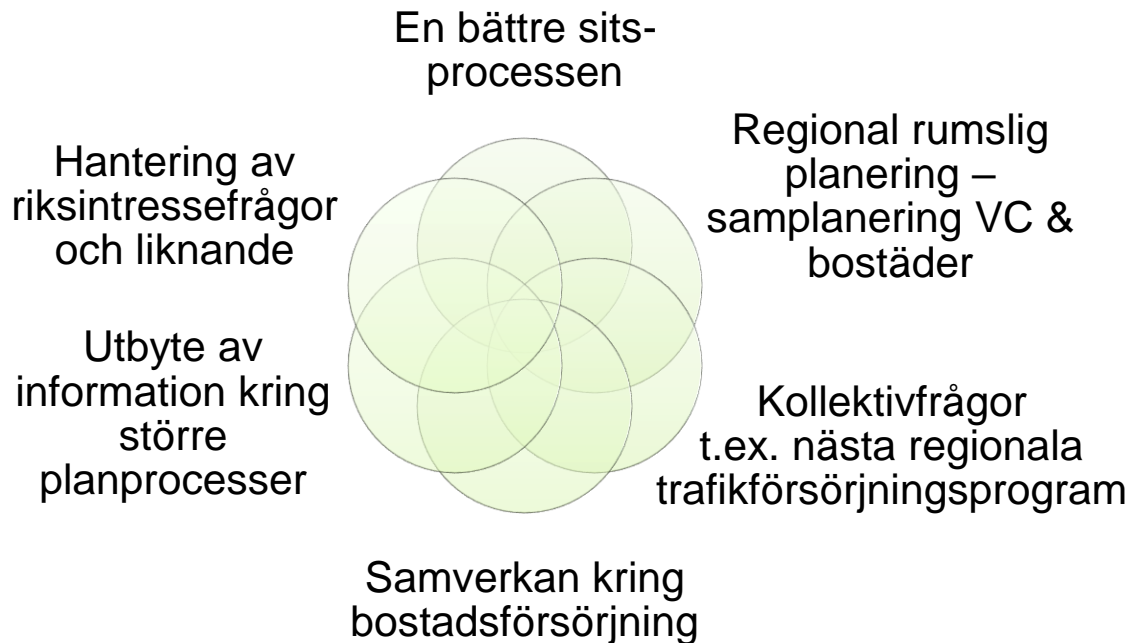 En bättre sits-
processen
Regional rumslig
planering –
samplanering VC &
bostäder
Kollektivfrågor
t.ex. nästa regionala
trafikförsörjningsprogram
Samverkan kring
bostadsförsörjning
Utbyte av
information kring
större
planprocesser
Hantering av
riksintressefrågor
och liknande